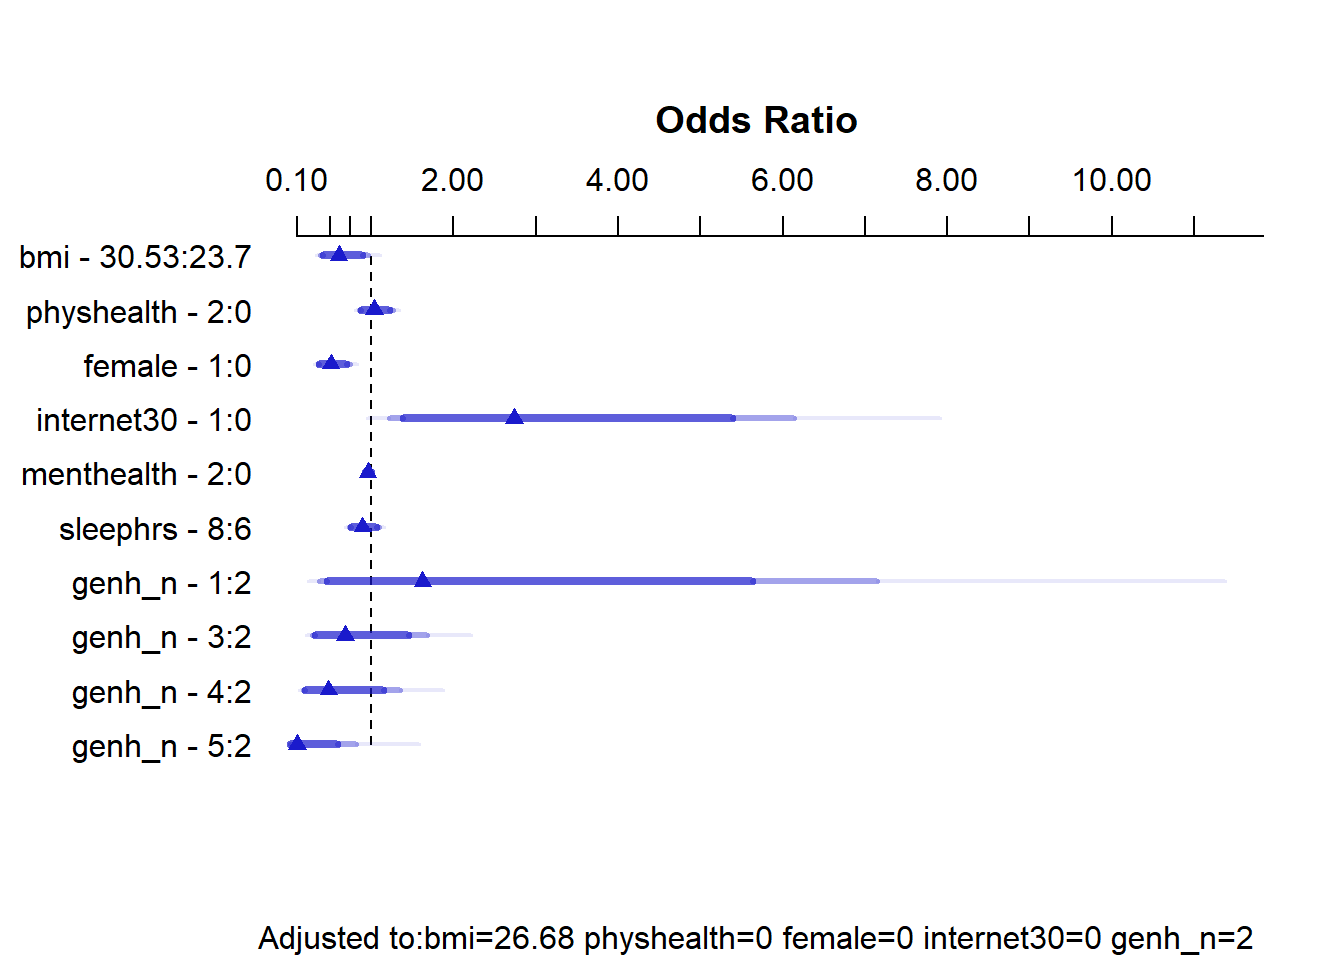 Odds Ratio
0.10 2.00 4.00 6.00 8.00 10.00
bmi - 30.53:23.7
physhealth - 2:0
female - 1:0
internet30 - 1:0
menthealth - 2:0
sleephrs - 8:6
genh_n - 1:2
genh_n - 3:2
genh_n - 4:2
genh_n - 5:2
Adjusted to:bmi=26.68 physhealth=0 female=0 internet30=0 genh_n=2